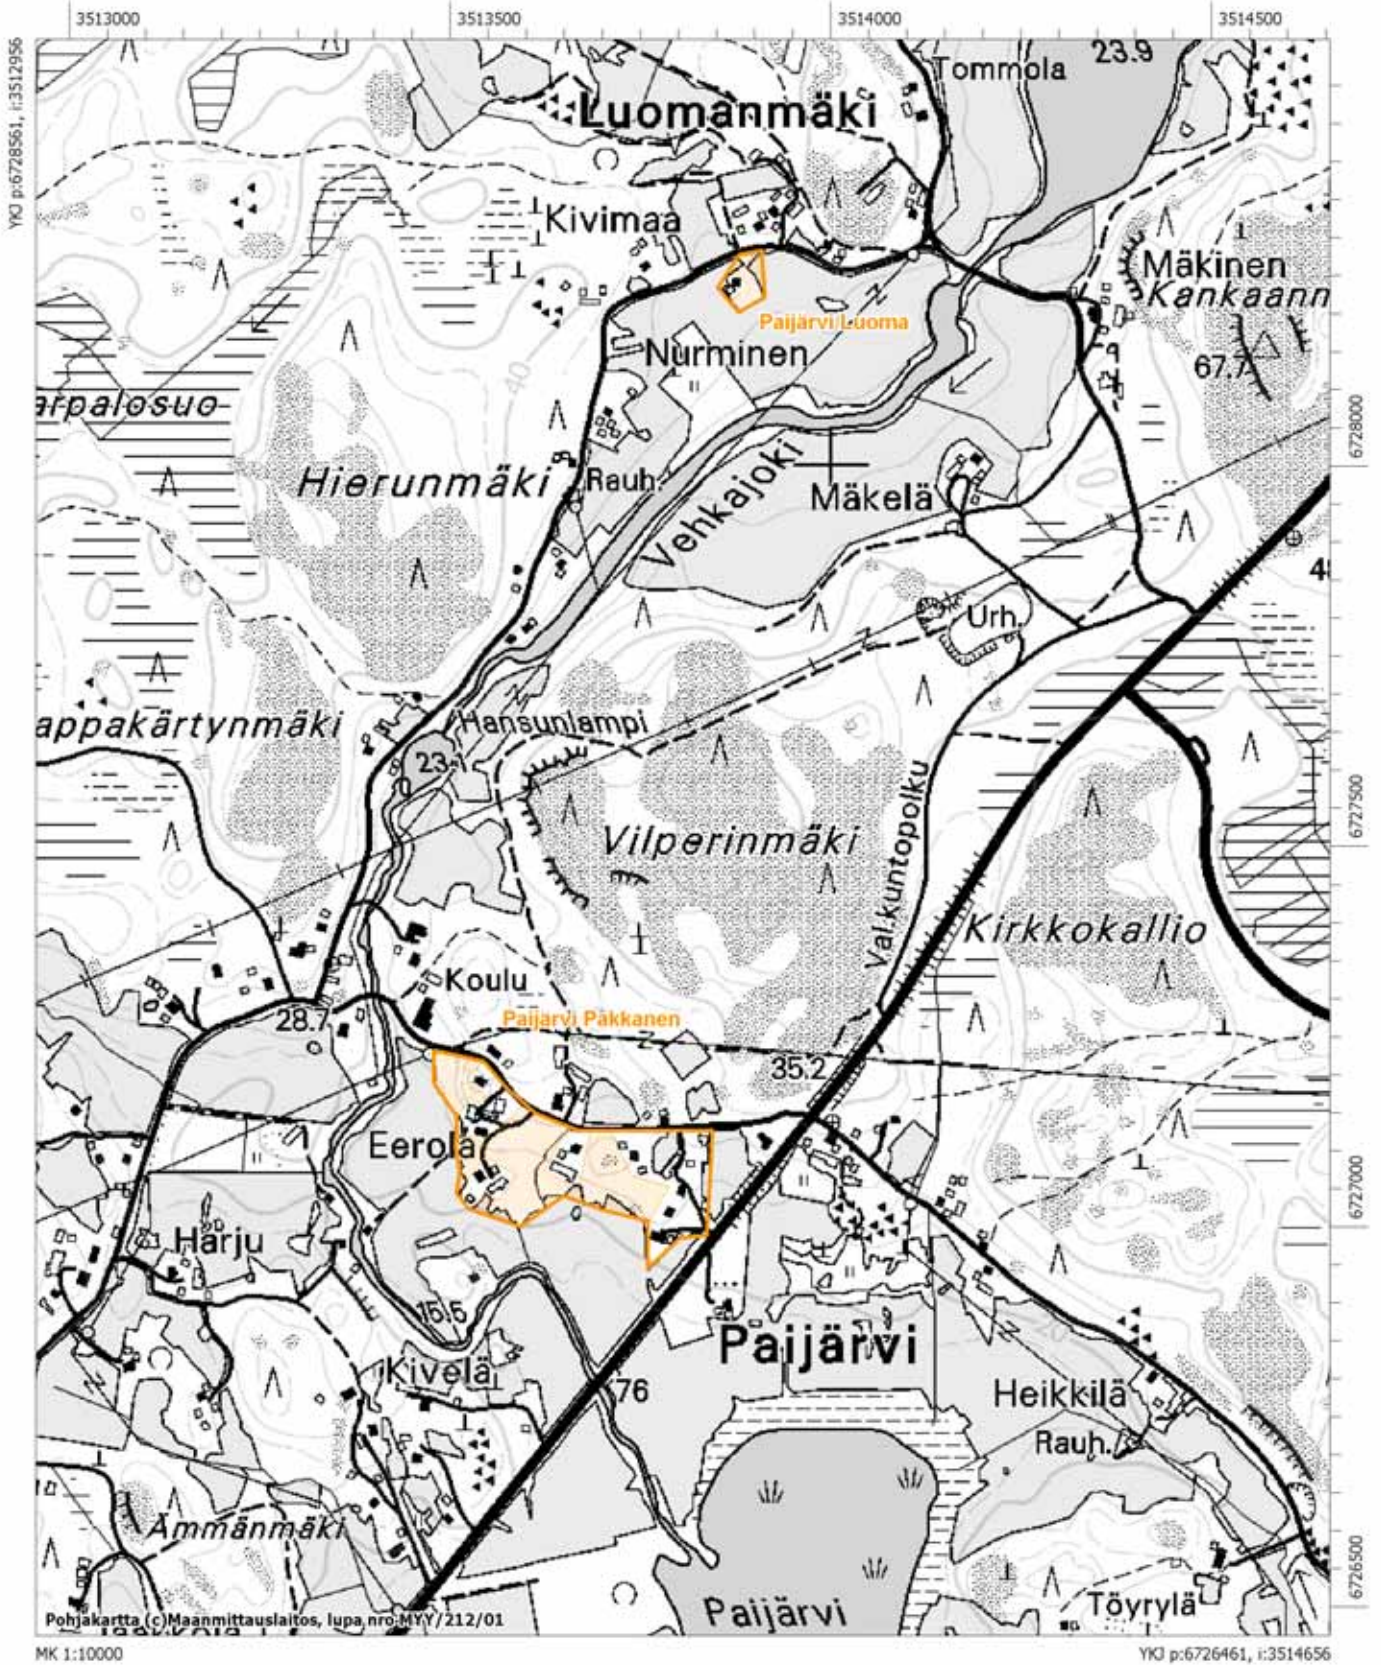 3513000
3513500
3514000
3514500
YKJ p:6728561, i:3512956
Tommola
23.9
Luomanmäki
Kivimaa
Mäkinen
Kankaann
Paijärvi Luoma
Nurminen
67.7
40
arpalosuo
6728000
Hierunmäki
Rauh.
Vehkajoki
Mäkelä
Urh.
appakärtynmäki
Hansunlampi
23.
6727500
Vilperinmäki
Val.kuntopolku
Kirkkokallio
Koulu
28.7
Paijärvi Pakkanen
35.2
Eerola
6727000
Harju
15.5
Paijärvi
Kivelä
76
Heikkilä
Rauh.
Ämmänmäki
6726500
Paijärvi
Töyrylä
Pohjakartta (c)Maanmittauslaitos, lupa nro MYY/212/01
MK 1:10000
YKJ p:6726461, i:3514656